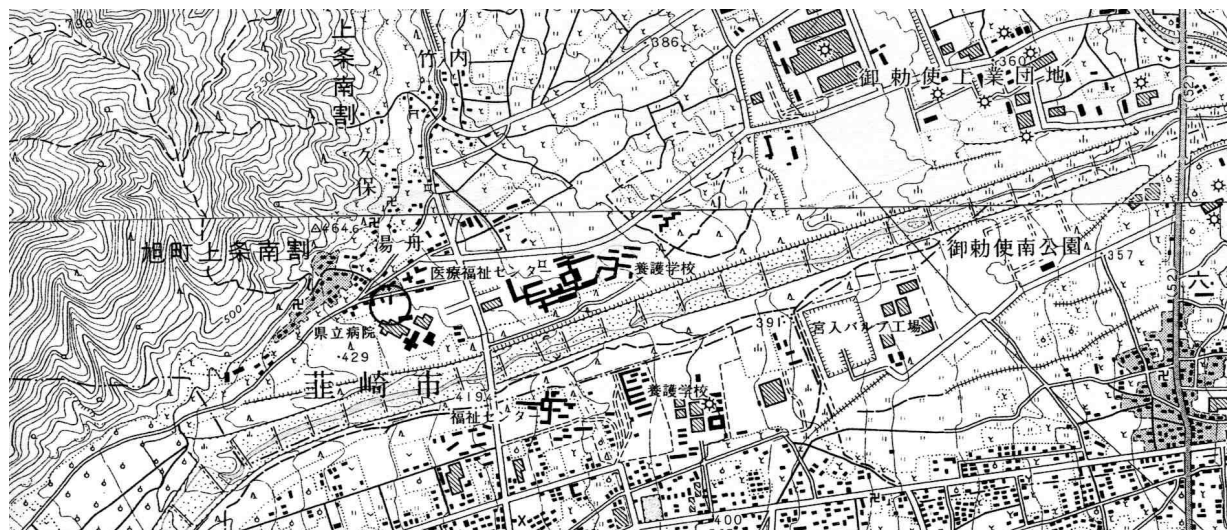 796
上条南割
竹内
386
御勅使工業団地
360
久保
湯舟
464.6
旭町上条南割
医療福祉センター
養護学校
御勅使南公園
357
六
52
500
県立病院
429
韮崎市
391
宮入バルブ工場
419
福祉センター
養護学校
400